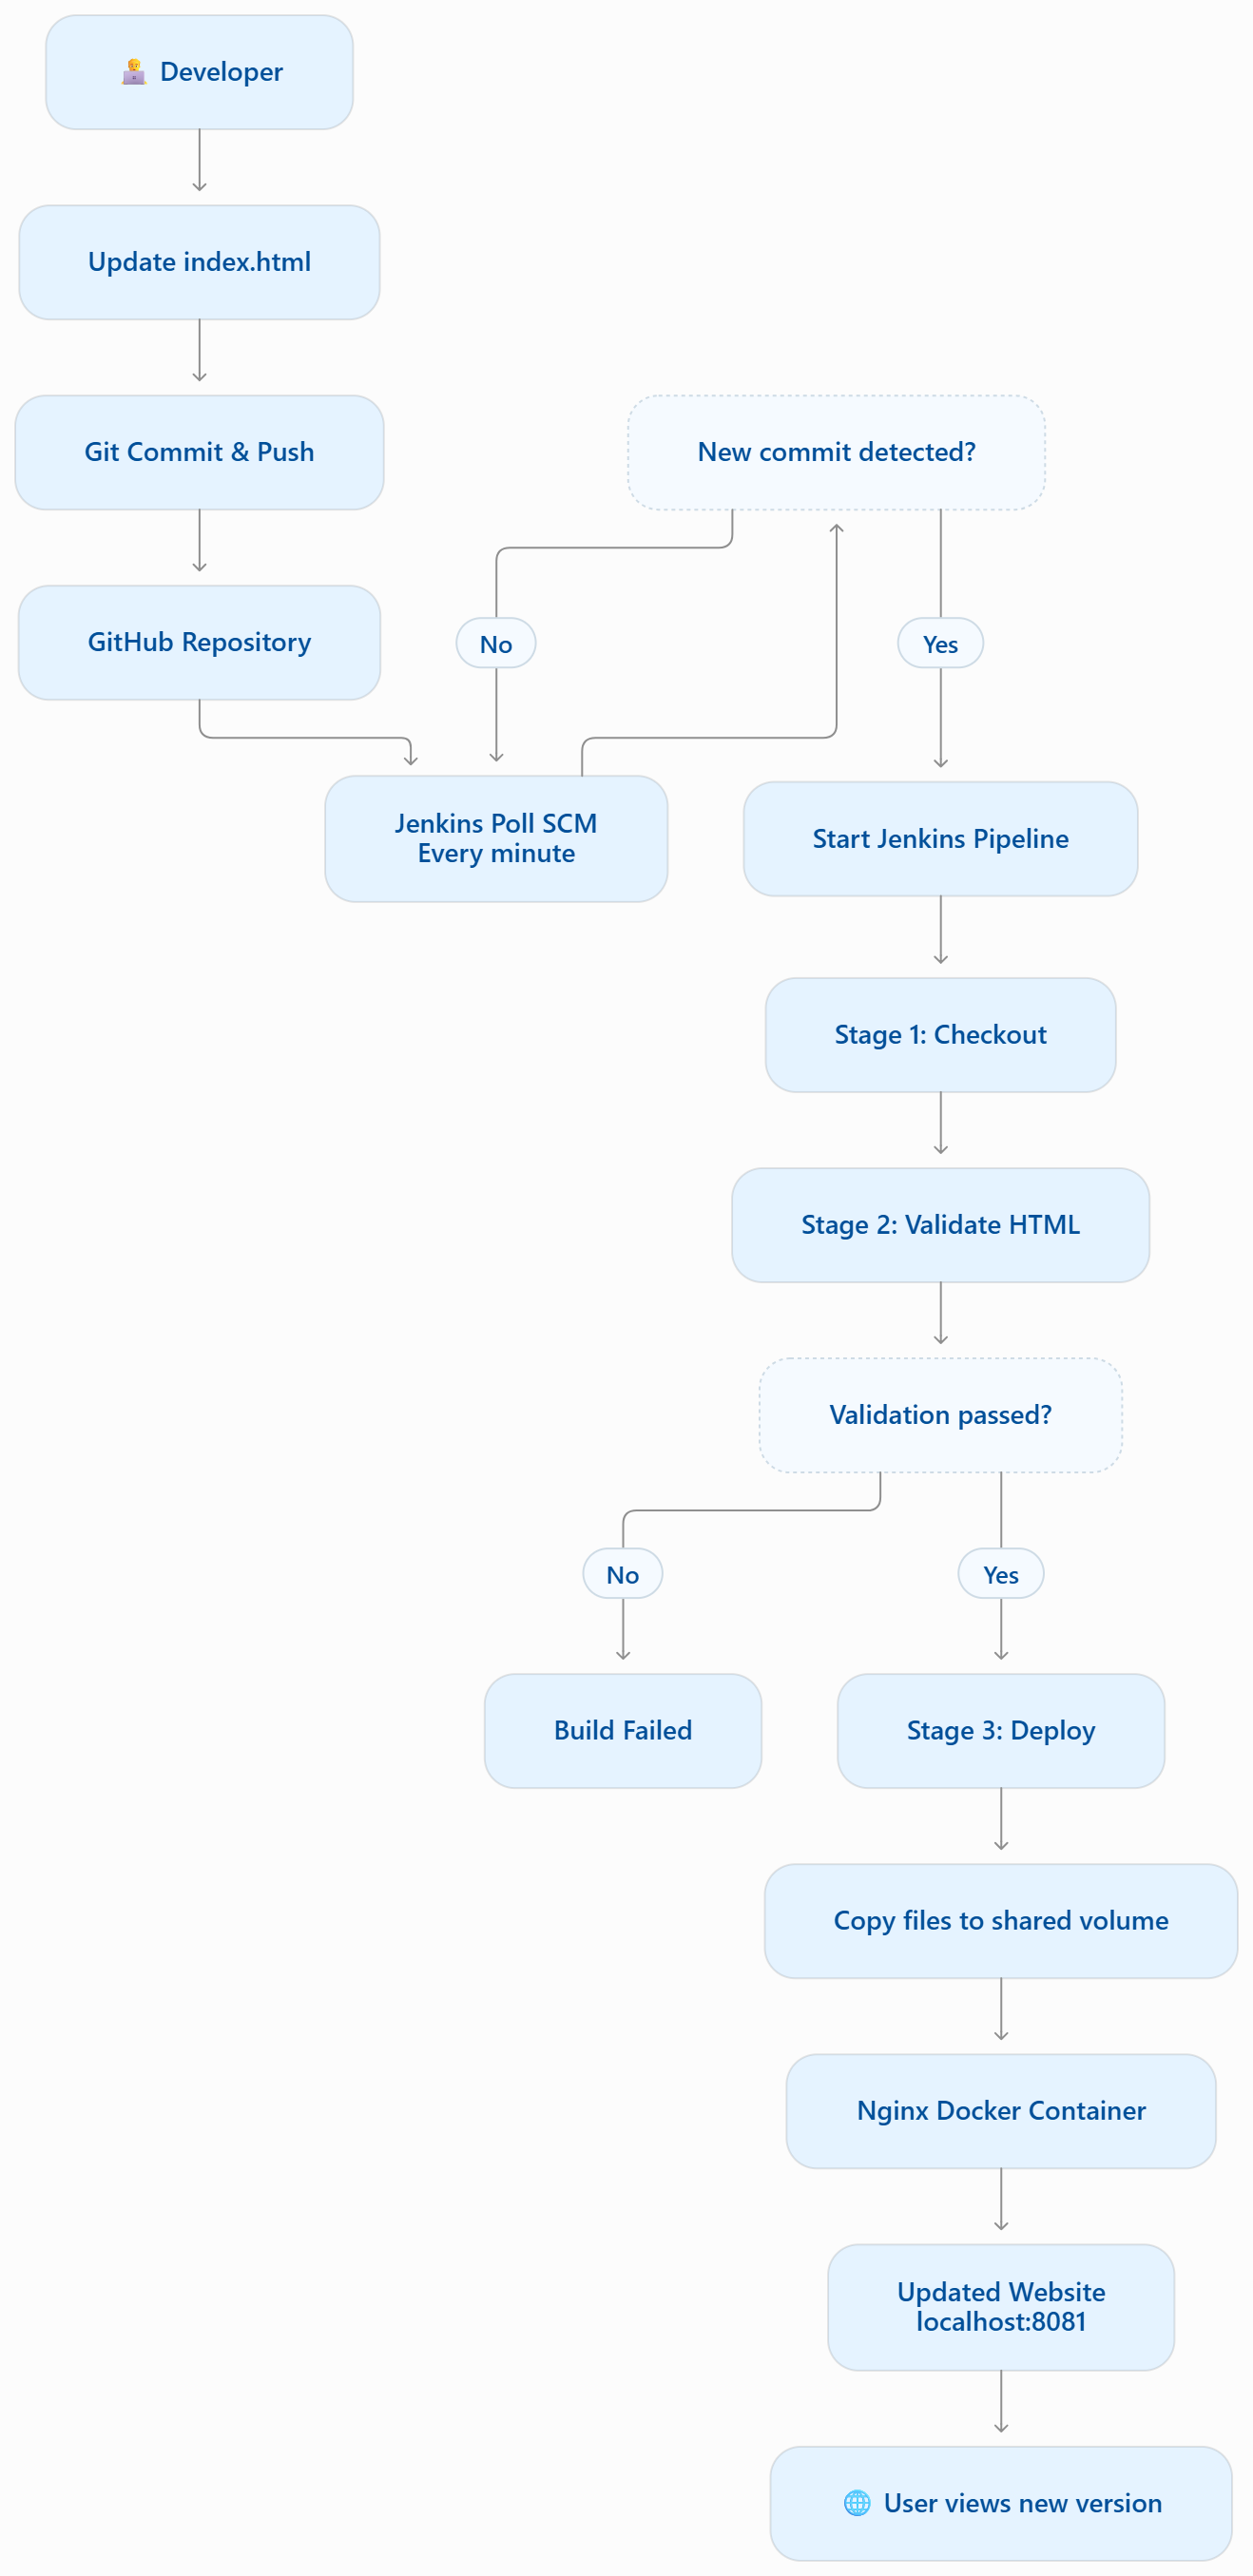 Developer
Update index.html
Git Commit & Push
New commit detected?
GitHub Repository
No
Yes
Jenkins Poll SCM
Every minute
Start Jenkins Pipeline
Stage 1: Checkout
Stage 2: Validate HTML
Validation passed?
No
Yes
Build Failed
Stage 3: Deploy
Copy files to shared volume
Nginx Docker Container
Updated Website
localhost:8081
User views new version